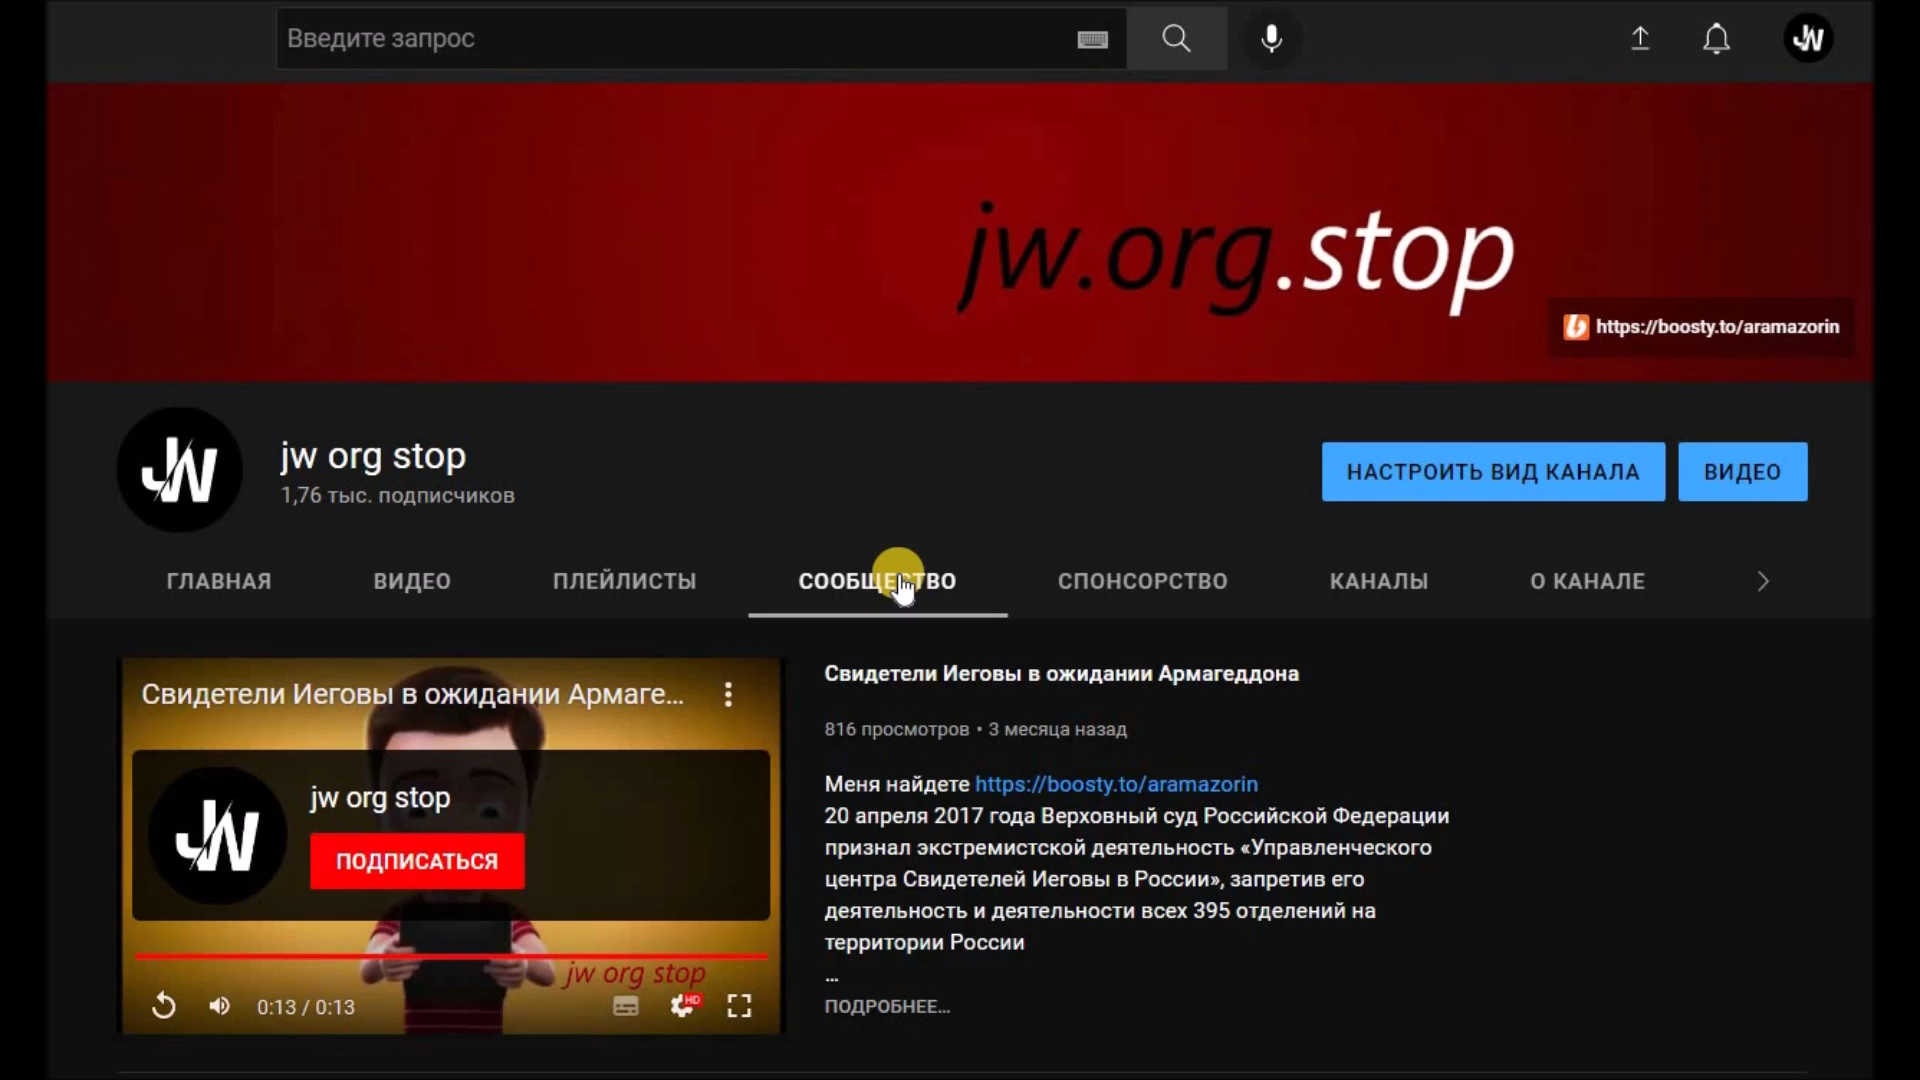 Введите запрос
JW
jw.org.stop
https://boosty.to/aramazorin
JW
jw org stop
1,76 тыс. подписчиков
НАСТРОИТЬ ВИД КАНАЛА
ВИДЕО
ГЛАВНАЯ
ВИДЕО
ПЛЕЙЛИСТЫ
СООБЩЕСТВО
СПОНСОРСТВО
КАНАЛЫ
О КАНАЛЕ
Свидетели Иеговы в ожидании Армаге...
JW
jw org stop
ПОДПИСАТЬСЯ
jw org stop
0:13 / 0:13
HD
Свидетели Иеговы в ожидании Армагеддона
816 просмотров • 3 месяца назад
Меня найдете https://boosty.to/aramazorin
20 апреля 2017 года Верховный суд Российской Федерации
признал экстремистской деятельность «Управленческого
центра Свидетелей Иеговы в России», запретив его
деятельность и деятельности всех 395 отделений на
территории России
...
ПОДРОБНЕЕ...